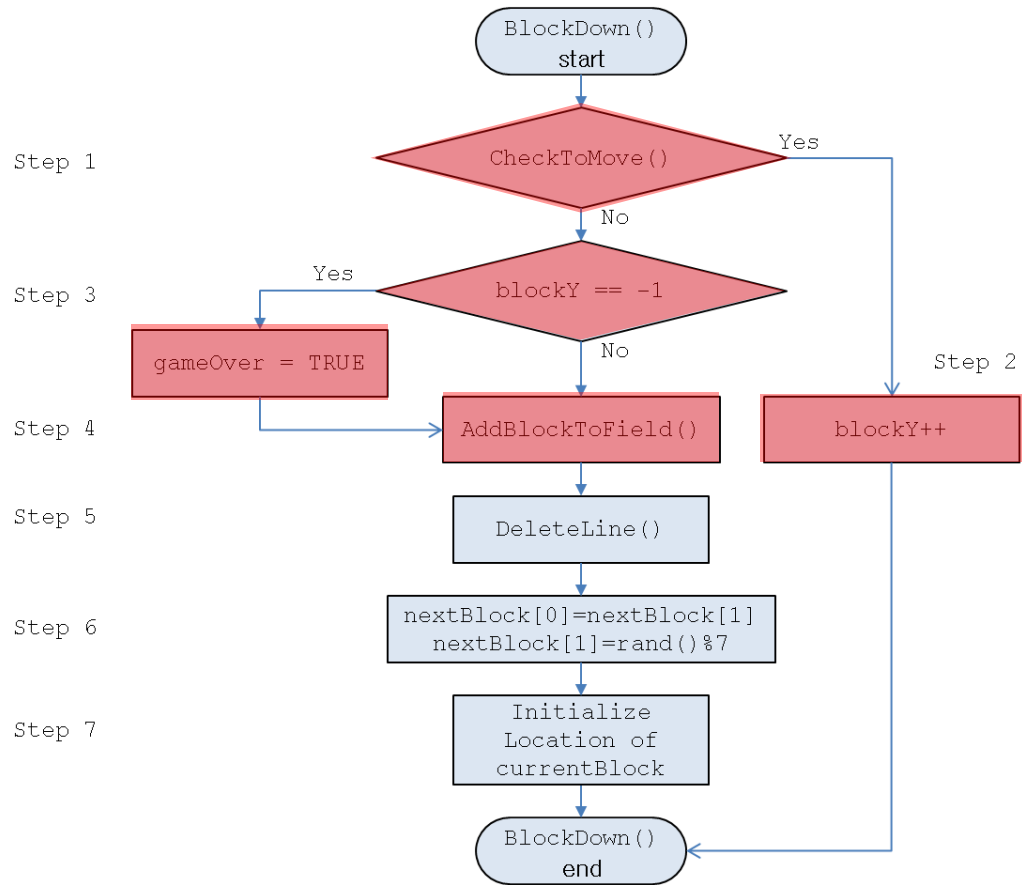 BlockDown()
start
Step 1
CheckToMove()
Yes
No
Step 3
Yes
blockY == -1
No
gameOver = TRUE
Step 2
Step 4
AddBlockToField()
blockY++
Step 5
DeleteLine()
Step 6
nextBlock[0]=nextBlock[1]
nextBlock[1]=rand()%7
Step 7
Initialize
Location of
currentBlock
BlockDown()
end